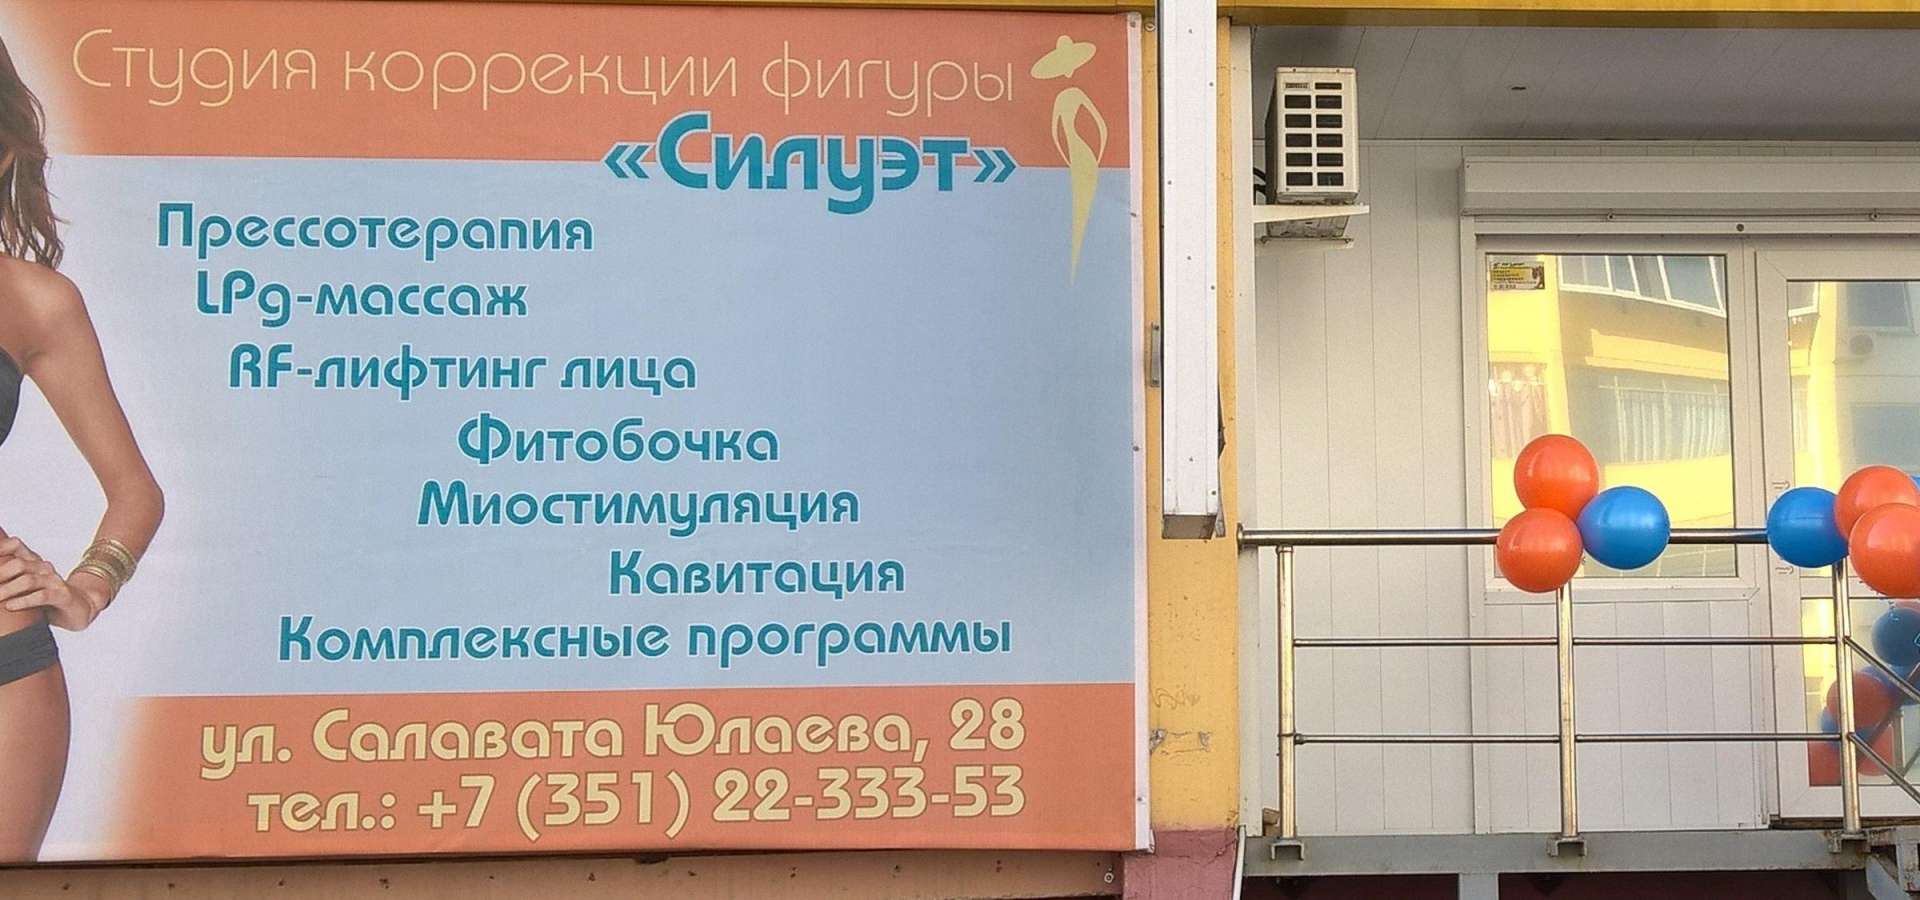 Студия коррекции фигуры
«Силуэт»
Прессотерапия
LPg-массаж
RF-лифтинг лица
Фитобочка
Миостимуляция
Кавитация
Комплексные программы
ул. Салавата Юлаева, 28
тел.: +7 (351) 22-333-53